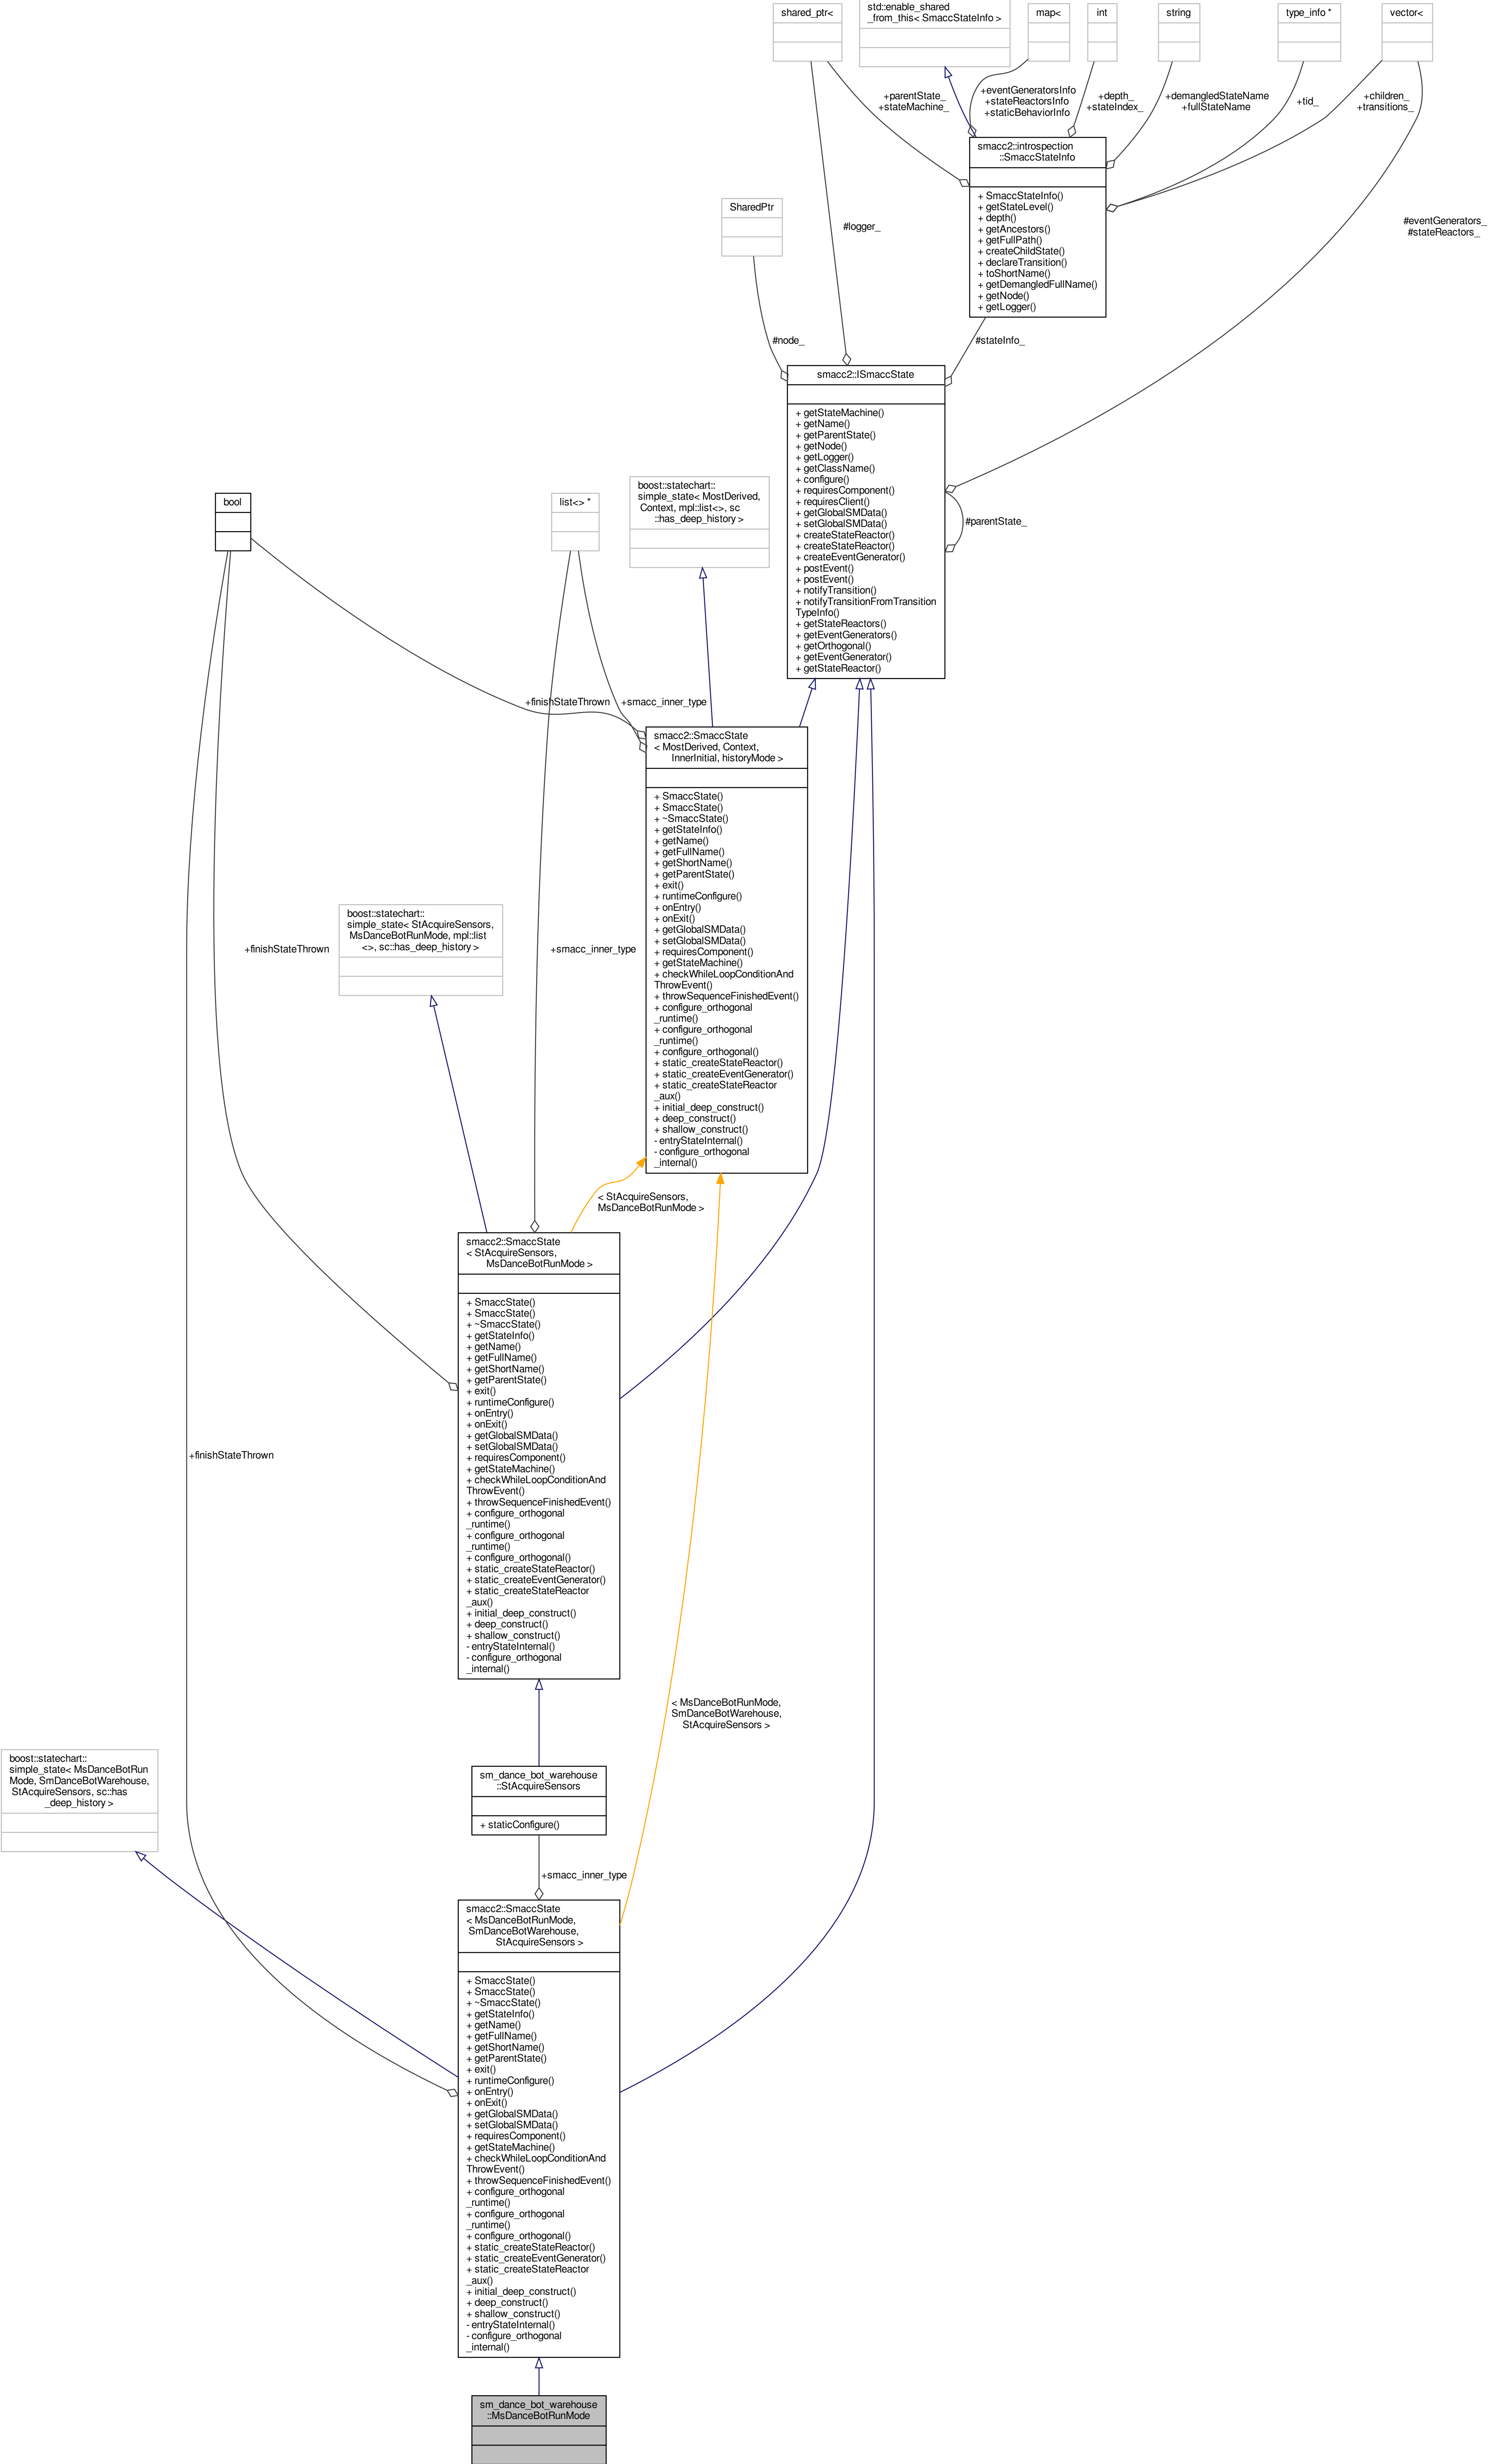 shared_ptr<
std::enable_shared
_from_this< SmaccStateInfo >
map<
int
string
type_info *
vector<
+parentState_
+stateMachine_
+eventGeneratorsInfo
+stateReactorsInfo
+staticBehaviorInfo
+depth_
+stateIndex_
+demangledStateName
+fullStateName
+tid_
+children_
+transitions_
smacc2::introspection
::SmaccStateInfo
+ SmaccStateInfo()
+ getStateLevel()
+ depth()
+ getAncestors()
+ getFullPath()
+ createChildState()
+ declareTransition()
+ toShortName()
+ getDemangledFullName()
+ getNode()
+ getLogger()
SharedPtr
#logger_
#eventGenerators_
#stateReactors_
#node_
#stateInfo_
smacc2::ISmaccState
+ getStateMachine()
+ getName()
+ getParentState()
+ getNode()
+ getLogger()
+ getClassName()
+ configure()
+ requiresComponent()
+ requiresClient()
+ getGlobalSMData()
+ setGlobalSMData()
+ createStateReactor()
+ createStateReactor()
+ createEventGenerator()
+ postEvent()
+ postEvent()
+ notifyTransition()
+ notifyTransitionFromTransition
TypeInfo()
+ getStateReactors()
+ getEventGenerators()
+ getOrthogonal()
+ getEventGenerator()
+ getStateReactor()
#parentState_
bool
list<> *
boost::statechart::
simple_state< MostDerived,
Context, mpl::list<>, sc
::has_deep_history >
+finishStateThrown
+smacc_inner_type
smacc2::SmaccState
< MostDerived, Context,
InnerInitial, historyMode >
+ SmaccState()
+ SmaccState()
+ ~SmaccState()
+ getStateInfo()
+ getName()
+ getFullName()
+ getShortName()
+ getParentState()
+ exit()
+ runtimeConfigure()
+ onEntry()
+ onExit()
+ getGlobalSMData()
+ setGlobalSMData()
+ requiresComponent()
+ getStateMachine()
+ checkWhileLoopConditionAnd
ThrowEvent()
+ throwSequenceFinishedEvent()
+ configure_orthogonal
_runtime()
+ configure_orthogonal
_runtime()
+ configure_orthogonal()
+ static_createStateReactor()
+ static_createEventGenerator()
+ static_createStateReactor
_aux()
+ initial_deep_construct()
+ deep_construct()
+ shallow_construct()
- entryStateInternal()
- configure_orthogonal
_internal()
boost::statechart::
simple_state< StAcquireSensors,
MsDanceBotRunMode, mpl::list
<>, sc::has_deep_history >
+finishStateThrown
+smacc_inner_type
< StAcquireSensors,
MsDanceBotRunMode >
smacc2::SmaccState
< StAcquireSensors,
MsDanceBotRunMode >
+ SmaccState()
+ SmaccState()
+ ~SmaccState()
+ getStateInfo()
+ getName()
+ getFullName()
+ getShortName()
+ getParentState()
+ exit()
+ runtimeConfigure()
+ onEntry()
+ onExit()
+ getGlobalSMData()
+ setGlobalSMData()
+ requiresComponent()
+ getStateMachine()
+ checkWhileLoopConditionAnd
ThrowEvent()
+ throwSequenceFinishedEvent()
+ configure_orthogonal
_runtime()
+ configure_orthogonal
_runtime()
+ configure_orthogonal()
+ static_createStateReactor()
+ static_createEventGenerator()
+ static_createStateReactor
_aux()
+ initial_deep_construct()
+ deep_construct()
+ shallow_construct()
- entryStateInternal()
- configure_orthogonal
_internal()
+finishStateThrown
< MsDanceBotRunMode,
SmDanceBotWarehouse,
StAcquireSensors >
boost::statechart::
simple_state< MsDanceBotRun
Mode, SmDanceBotWarehouse,
StAcquireSensors, sc::has
_deep_history >
sm_dance_bot_warehouse
::StAcquireSensors
+ staticConfigure()
+smacc_inner_type
smacc2::SmaccState
< MsDanceBotRunMode,
SmDanceBotWarehouse,
StAcquireSensors >
+ SmaccState()
+ SmaccState()
+ ~SmaccState()
+ getStateInfo()
+ getName()
+ getFullName()
+ getShortName()
+ getParentState()
+ exit()
+ runtimeConfigure()
+ onEntry()
+ onExit()
+ getGlobalSMData()
+ setGlobalSMData()
+ requiresComponent()
+ getStateMachine()
+ checkWhileLoopConditionAnd
ThrowEvent()
+ throwSequenceFinishedEvent()
+ configure_orthogonal
_runtime()
+ configure_orthogonal
_runtime()
+ configure_orthogonal()
+ static_createStateReactor()
+ static_createEventGenerator()
+ static_createStateReactor
_aux()
+ initial_deep_construct()
+ deep_construct()
+ shallow_construct()
- entryStateInternal()
- configure_orthogonal
_internal()
sm_dance_bot_warehouse
::MsDanceBotRunMode